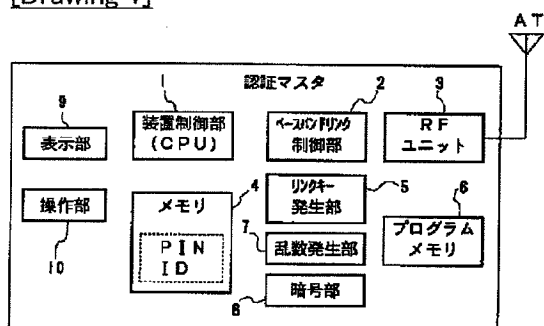 [Drawing 1]
AT
認証マスタ
1
2
3
9
表示部
装置制御部
(CPU)
ベースバンドリンク
制御部
RF
ユニット
操作部
10
メモリ
PIN
ID
4
リンクキー
発生部
5
7
乱数発生部
6
プログラム
メモリ
暗号部
8